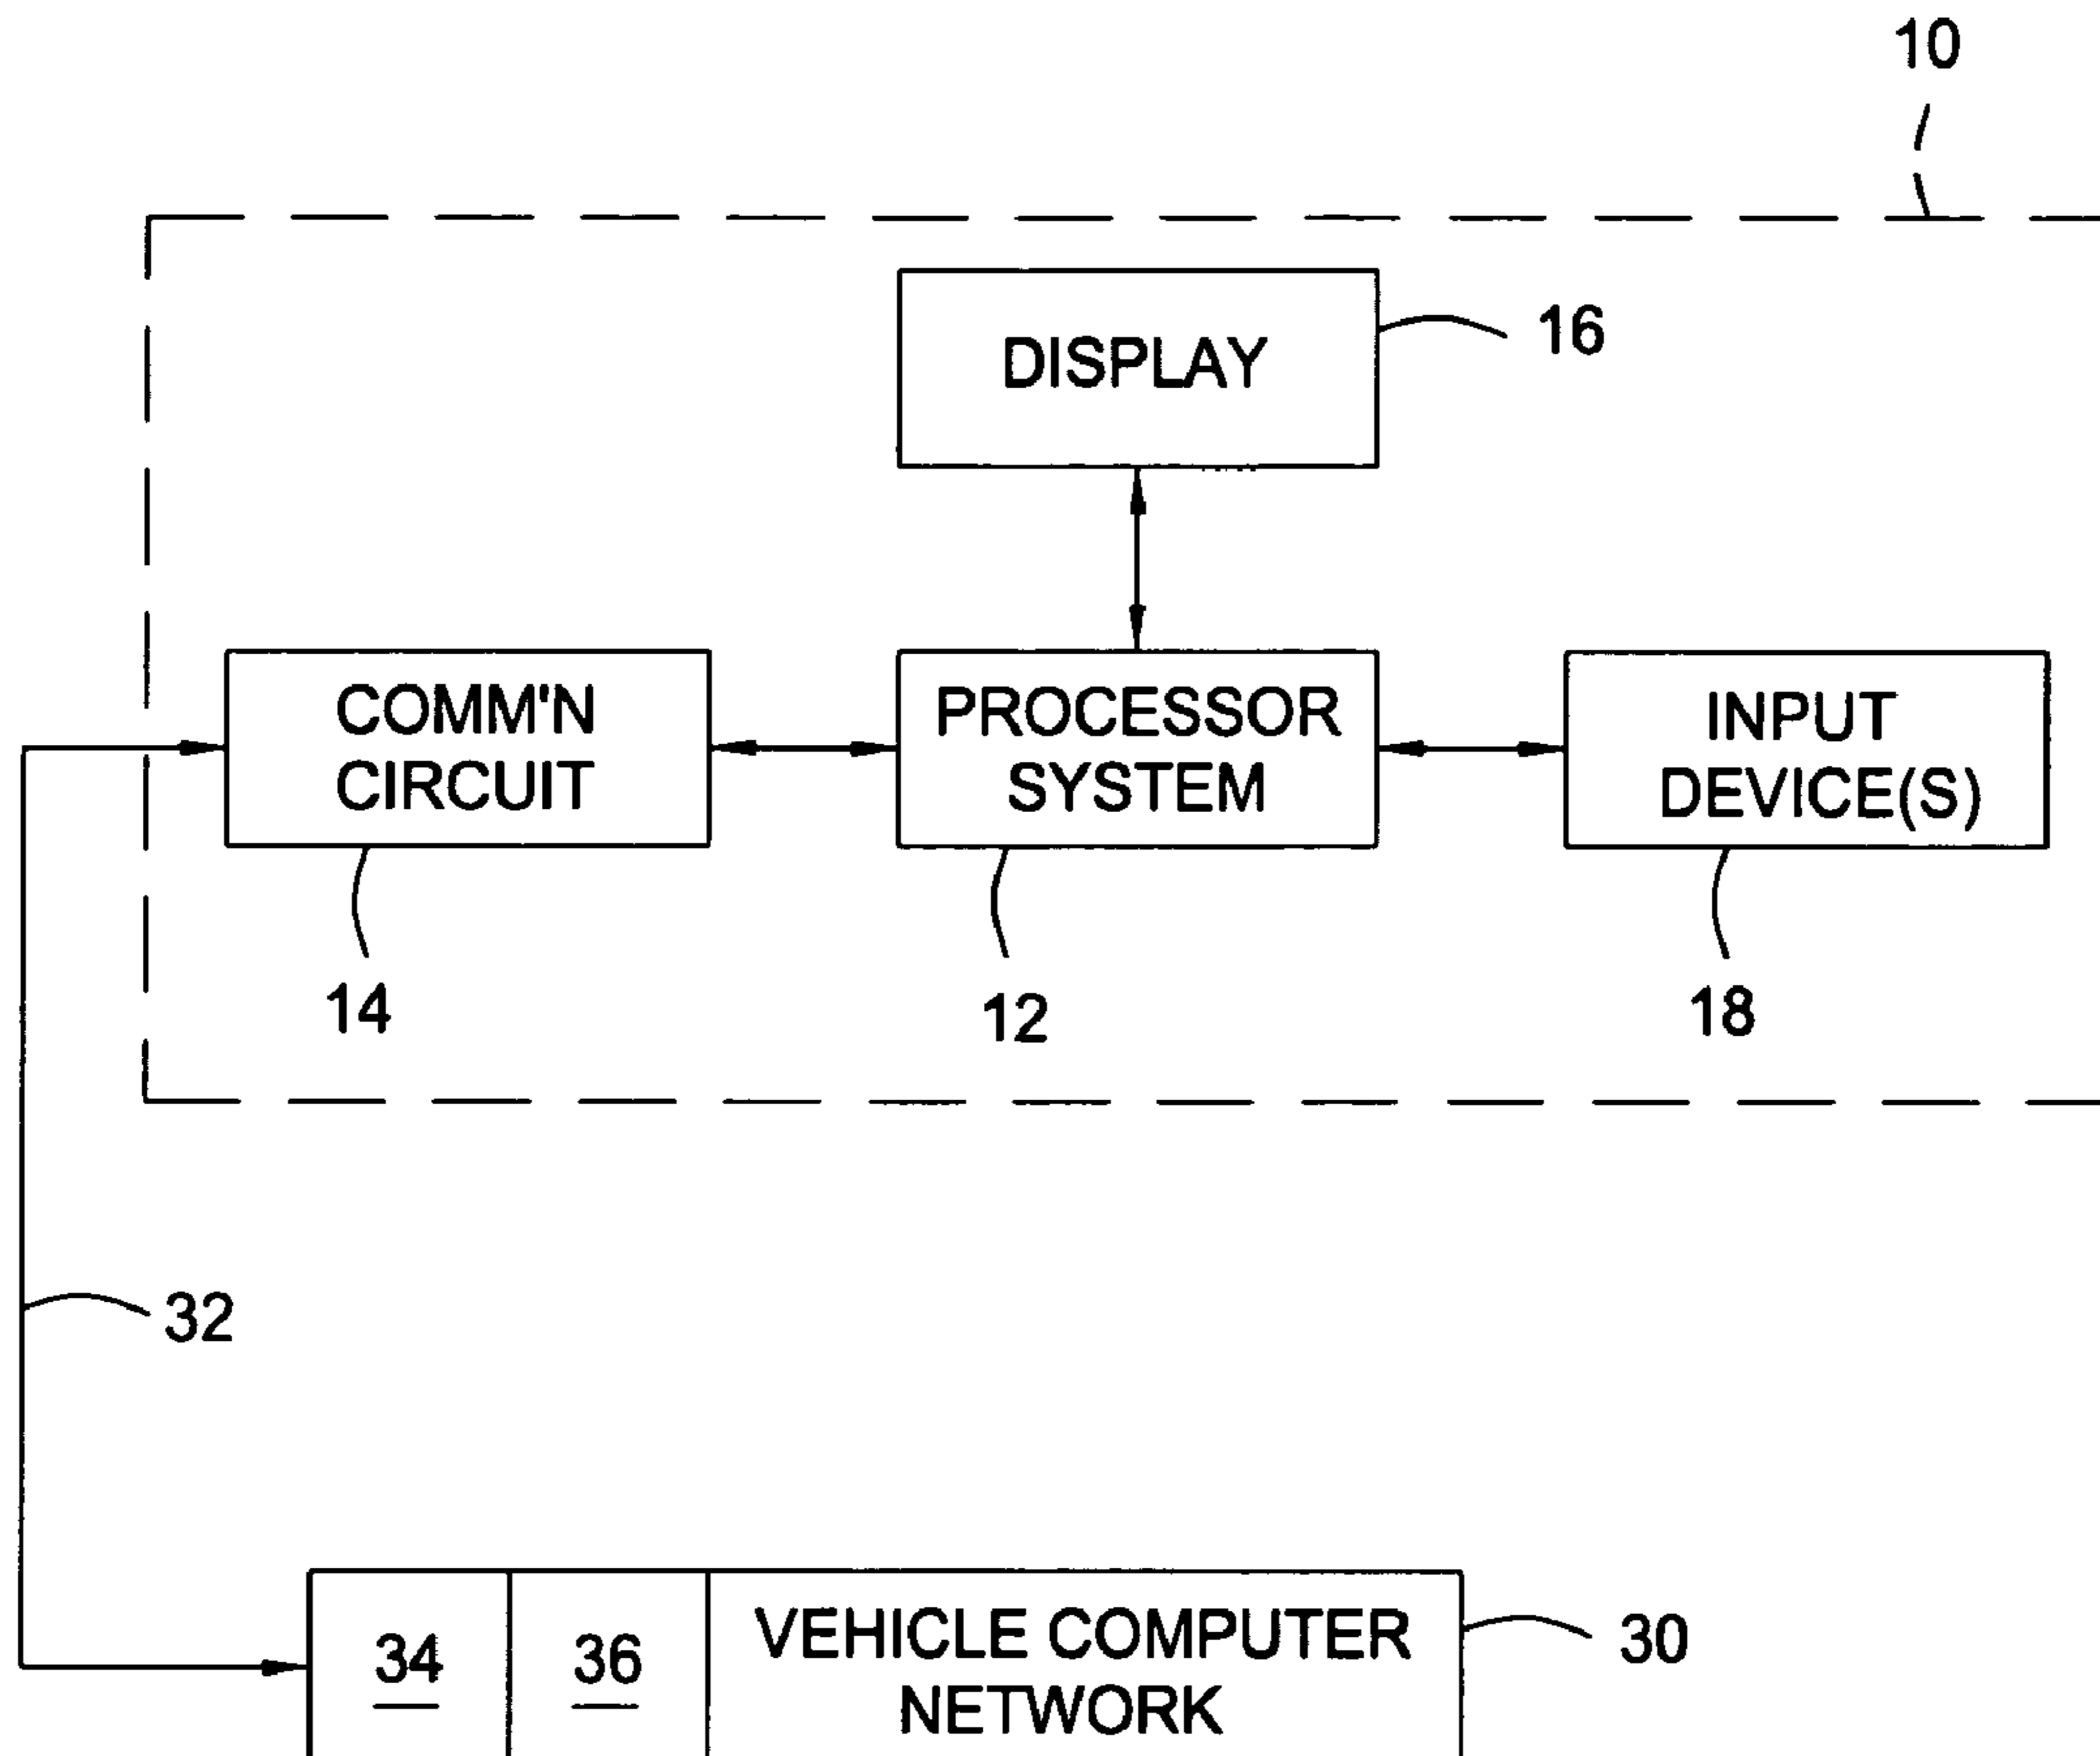 10
DISPLAY
16
COMM'N
CIRCUIT
PROCESSOR
SYSTEM
INPUT
DEVICE(S)
14
12
18
32
34
36
VEHICLE COMPUTER
NETWORK
30